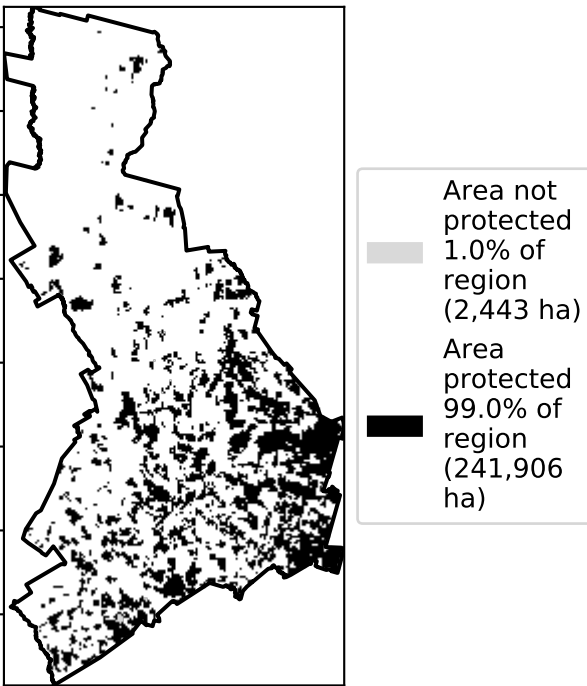 Area not
protected
1.0% of
region
(2,443 ha)
Area
protected
99.0% of
region
(241,906
ha)